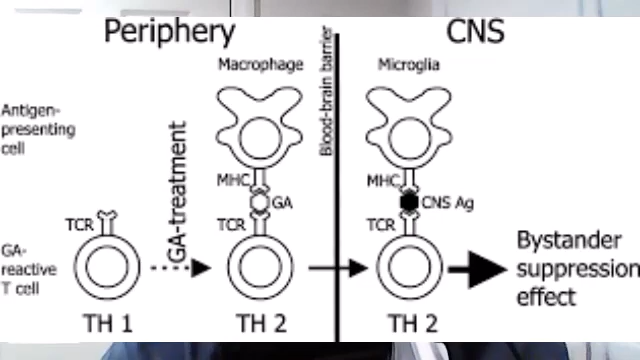 Periphery
CNS
Macrophage
Blood-brain barrier
Microglia
Antigen-
presenting
cell
GA-treatment
MHC
GA
MHC
CNS Ag
TCR
TCR
TCR
GA-
reactive
T cell
Bystander
suppression
effect
TH 1
TH 2
TH 2